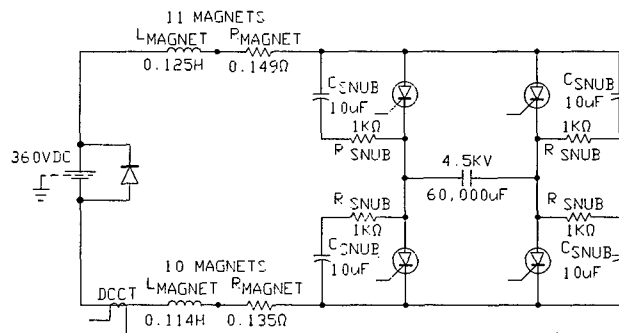 11 MAGNETS
LMAGNET
RMAGNET
0.125H
0.149Ω
CSNUB
10uF
1KΩ
RSNUB
CSNUB
10uF
1KΩ
RSNUB
360VDC
4.5KV
60,000uF
RSNUB
1KΩ
CSNUB
10uF
RSNUB
1KΩ
CSNUB
10uF
10 MAGNETS
DCCT
LMAGNET
RMAGNET
0.114H
0.135Ω